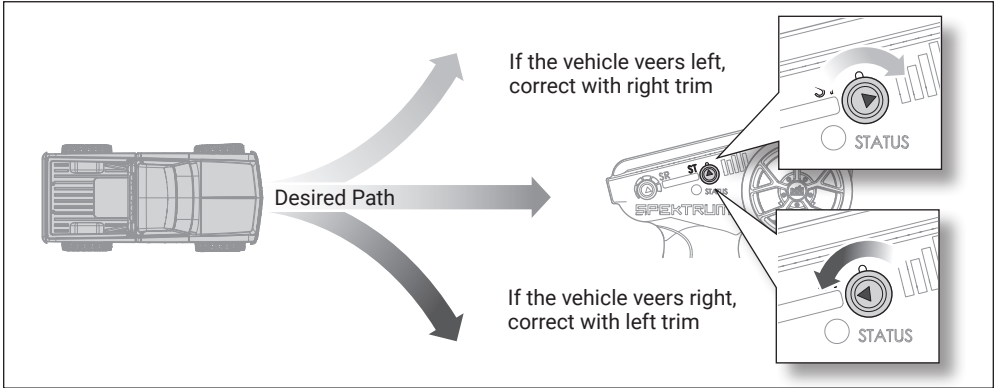 If the vehicle veers left,
correct with right trim
STATUS
Desired Path
SR
ST
STATUS
SPEKTRUM
If the vehicle veers right,
correct with left trim
STATUS